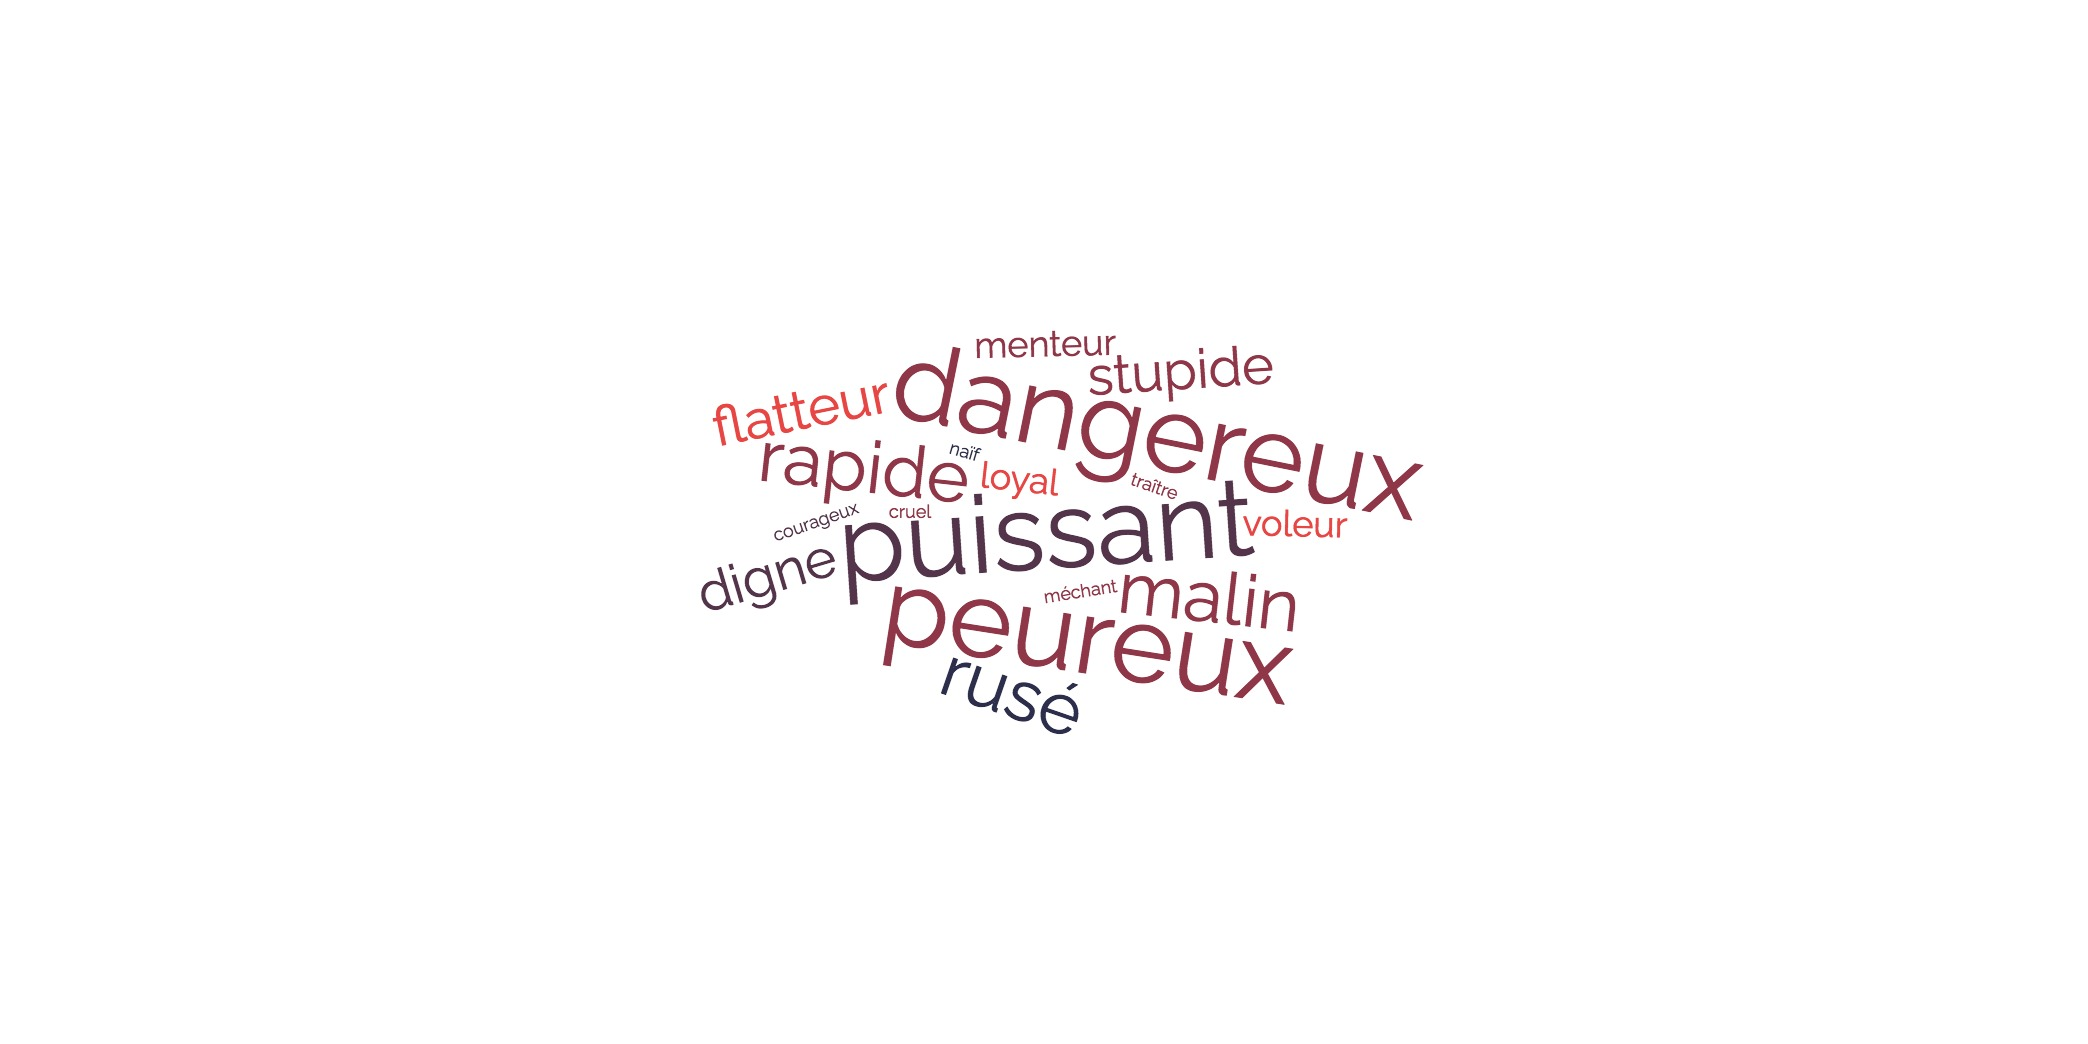 menteur
stupide
dangereux
flatteur
rapide
naïf
loyal
traître
courageux
cruel
puissant
voleur
digne
méchant
malin
peureux
rusé